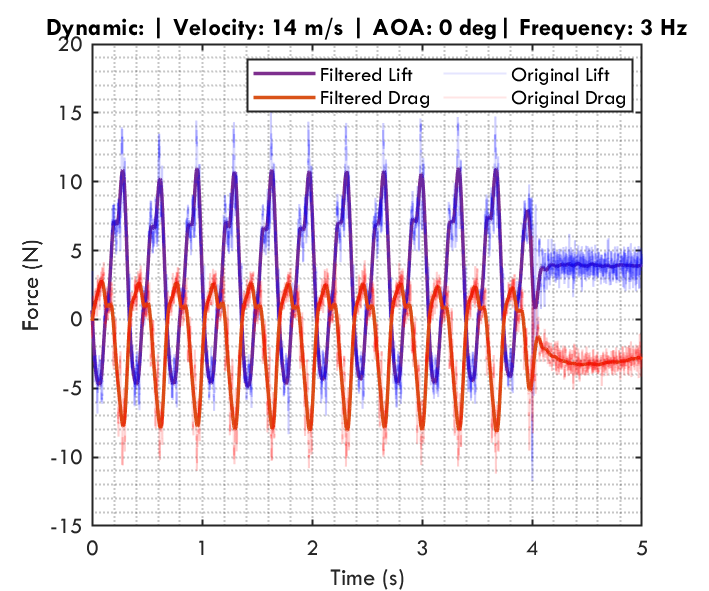 Dynamic: | Velocity: 14 m/s | AOA: 0 deg| Frequency: 3 Hz
20
15
10
5
0
-5
-10
-15
Force (N)
Filtered Lift
Original Lift
Filtered Drag
Original Drag
0 1 2 3 4 5
Time (s)